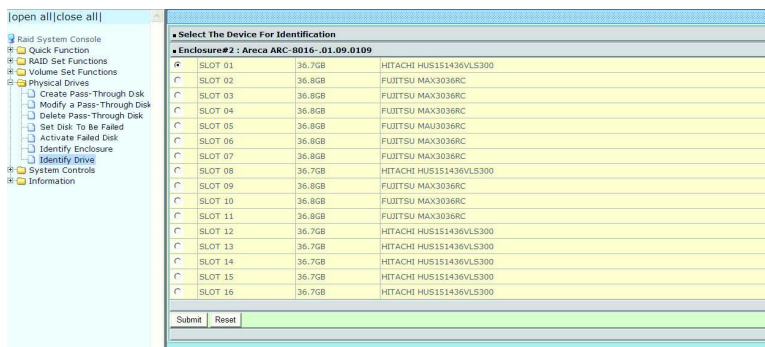 |open all|close all|
Raid System Console
Quick Function
RAID Set Functions
Volume Set Functions
Physical Drives
Create Pass-Through Dsk
Modify a Pass-Through Disk
Delete Pass-Through Disk
Set Disk To Be Failed
Activate Failed Disk
Identify Enclosure
Identify Drive
System Controls
Information
Select The Device For Identification
Enclosure#2 : Areca ARC-8016-.01.09.0109
SLOT 01 36.7GB HITACHI HUS151436VLS300
SLOT 02 36.8GB FUJITSU MAX3036RC
SLOT 03 36.8GB FUJITSU MAX3036RC
SLOT 04 36.8GB FUJITSU MAX3036RC
SLOT 05 36.8GB FUJITSU MAU3036RC
SLOT 06 36.8GB FUJITSU MAX3036RC
SLOT 07 36.8GB FUJITSU MAX3036RC
SLOT 08 36.7GB HITACHI HUS151436VLS300
SLOT 09 36.8GB FUJITSU MAX3036RC
SLOT 10 36.8GB FUJITSU MAX3036RC
SLOT 11 36.8GB FUJITSU MAX3036RC
SLOT 12 36.7GB HITACHI HUS151436VLS300
SLOT 13 36.7GB HITACHI HUS151436VLS300
SLOT 14 36.7GB HITACHI HUS151436VLS300
SLOT 15 36.7GB HITACHI HUS151436VLS300
SLOT 16 36.7GB HITACHI HUS151436VLS300
Submit Reset